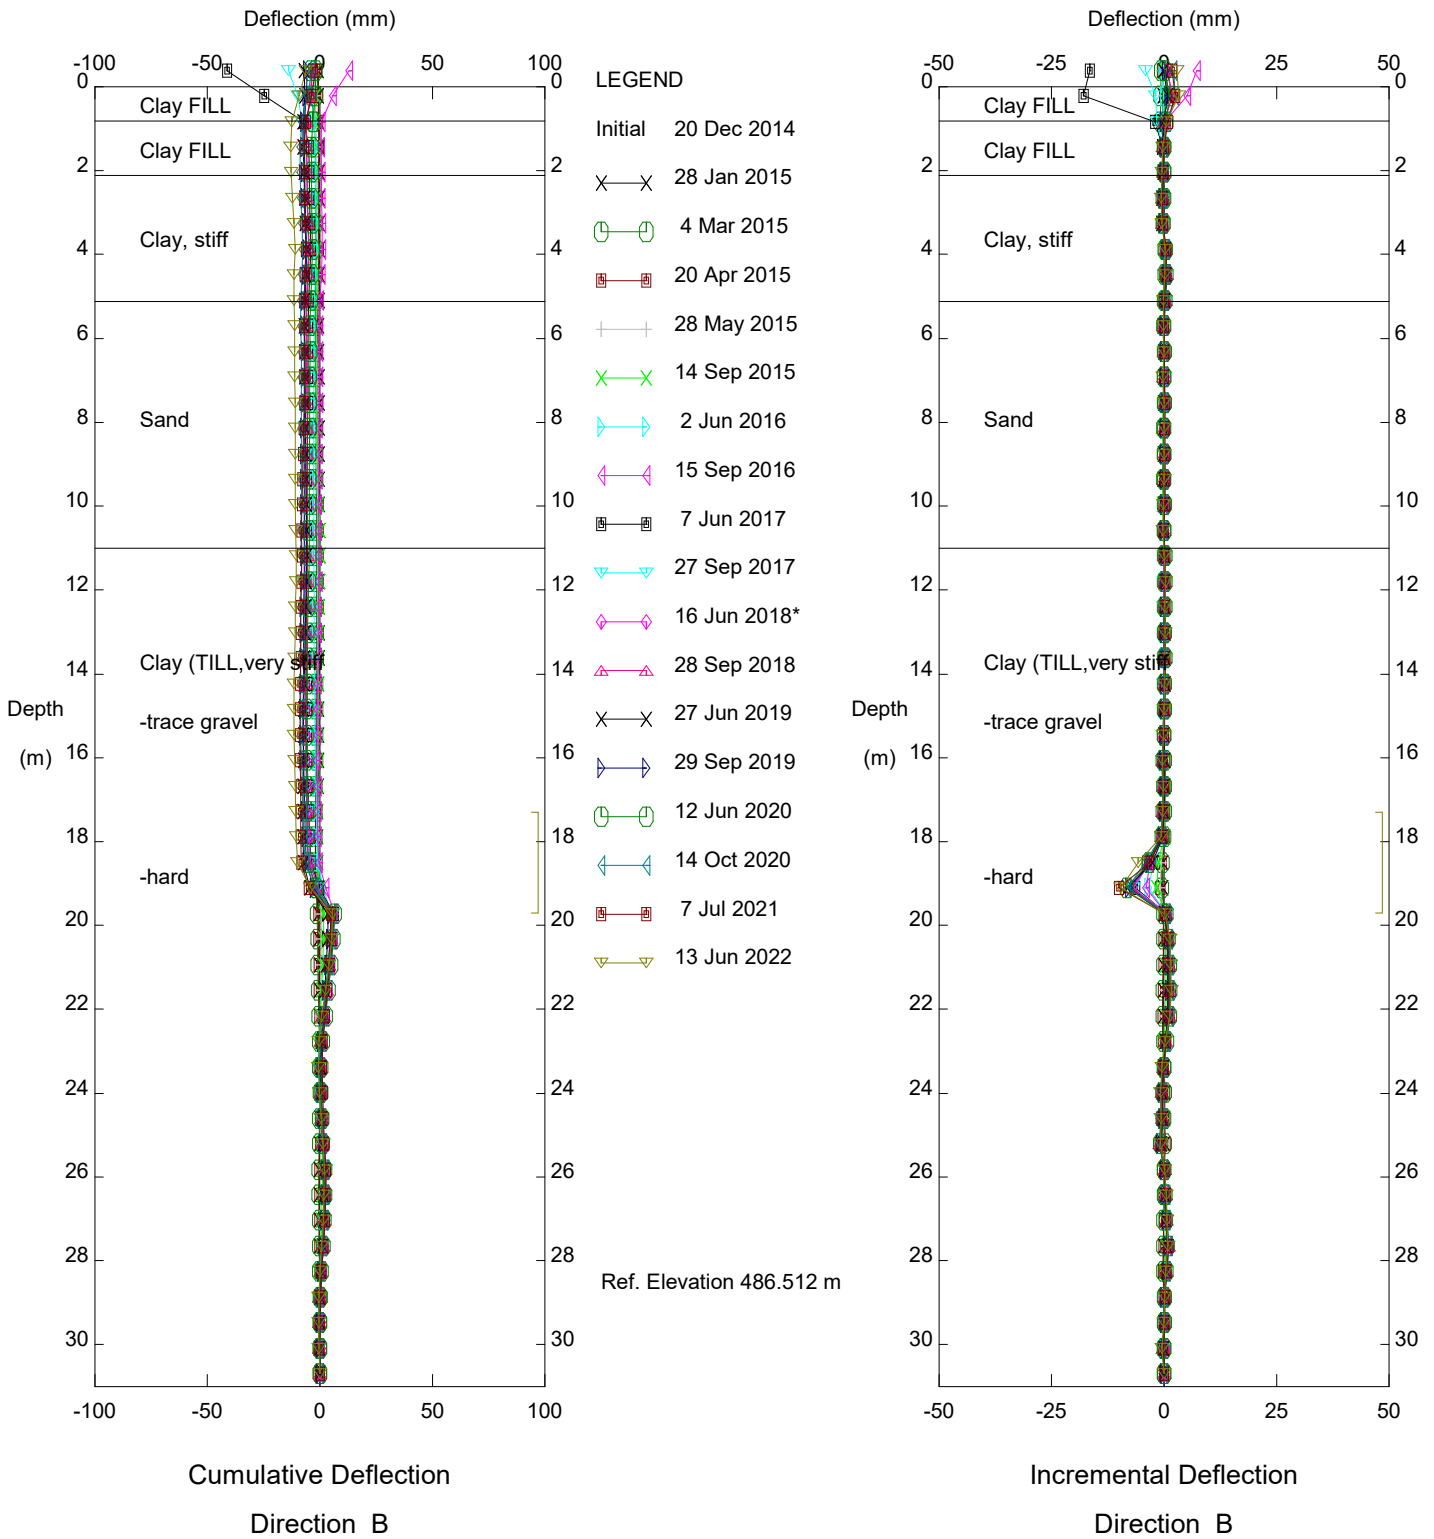 Deflection (mm)
-100 -50 0 50 100
0 0
Clay FILL
Clay FILL
2 2
Clay, stiff
4 4
6 6
Sand
8 8
10 10
12 12
Clay (TILL,very stiff
14 14
Depth
-trace gravel
(m)
16 16
18 18
-hard
20 20
22 22
24 24
26 26
28 28
30 30
-100 -50 0 50 100
Cumulative Deflection
Direction B
LEGEND
Initial 20 Dec 2014
28 Jan 2015
4 Mar 2015
20 Apr 2015
28 May 2015
14 Sep 2015
2 Jun 2016
15 Sep 2016
7 Jun 2017
27 Sep 2017
16 Jun 2018*
28 Sep 2018
27 Jun 2019
29 Sep 2019
12 Jun 2020
14 Oct 2020
7 Jul 2021
13 Jun 2022
Ref. Elevation 486.512 m
Deflection (mm)
-50 -25 0 25 50
0 0
Clay FILL
Clay FILL
2 2
Clay, stiff
4 4
6 6
Sand
8 8
10 10
12 12
Clay (TILL,very stiff
14 14
Depth
-trace gravel
(m)
16 16
18 18
-hard
20 20
22 22
24 24
26 26
28 28
30 30
-50 -25 0 25 50
Incremental Deflection
Direction B